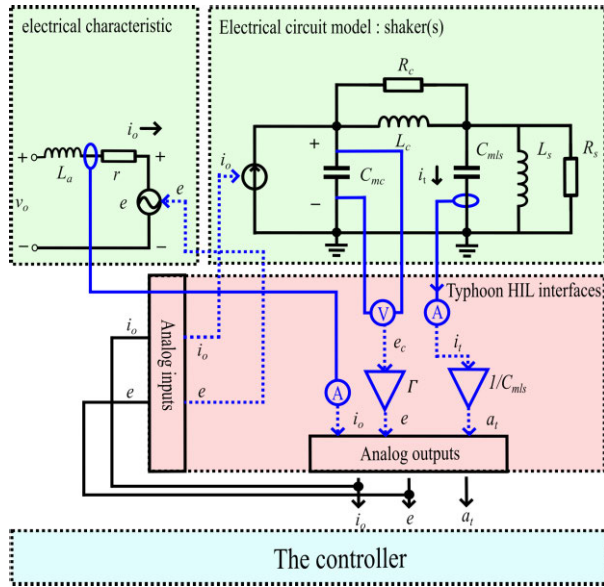 electrical characteristic
Electrical circuit model : shaker(s)
R_c
i_o
L_c
C_mls
L_s
R_s
+
+
L_a
r
+
i_o
C_mc
i_t
v_o
e
e
−
−
−
Typhoon HIL interfaces
Analog inputs
i_o
i_o
V
A
e_c
i_t
e
e
A
Γ
1/C_mls
i_o
e
a_t
Analog outputs
i_o
e
a_t
The controller